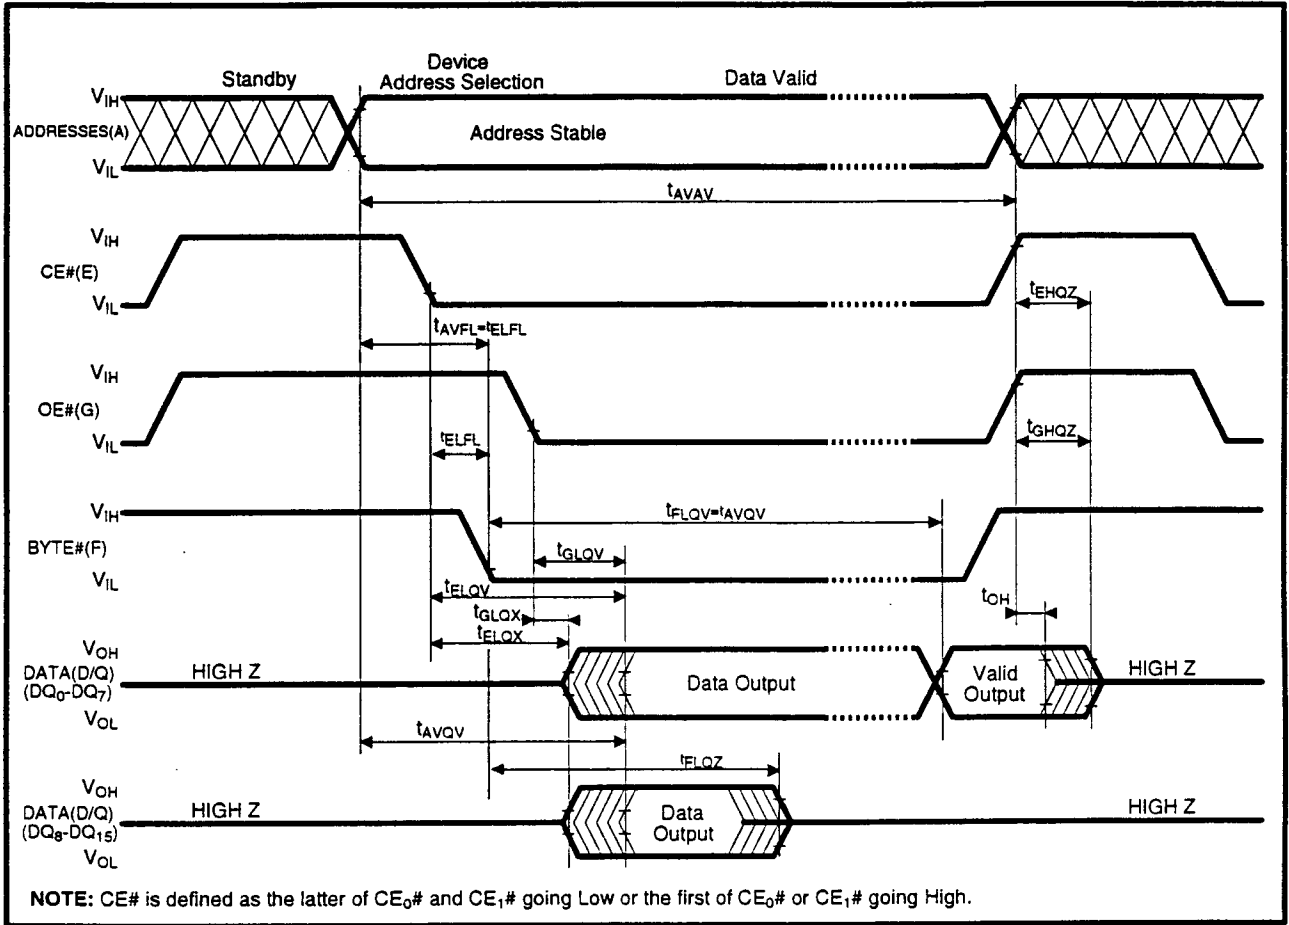 Standby
Device
Address Selection
Data Valid
VIH
ADDRESSES(A)
VIL
Address Stable
tAVAV
VIH
CE#(E)
VIL
tEHQZ
tAVFL=tELFL
VIH
OE#(G)
VIL
tELFL
tGHQZ
VIH
BYTE#(F)
VIL
tFLQV=tAVQV
tGLQV
tELQV
tGLQX
tELQX
tOH
VOH
DATA(D/Q)
(DQ0-DQ7)
VOL
HIGH Z
Data Output
Valid
Output
HIGH Z
tAVQV
tFLQZ
VOH
DATA(D/Q)
(DQ8-DQ15)
VOL
HIGH Z
Data
Output
HIGH Z
NOTE: CE# is defined as the latter of CE0# and CE1# going Low or the first of CE0# or CE1# going High.